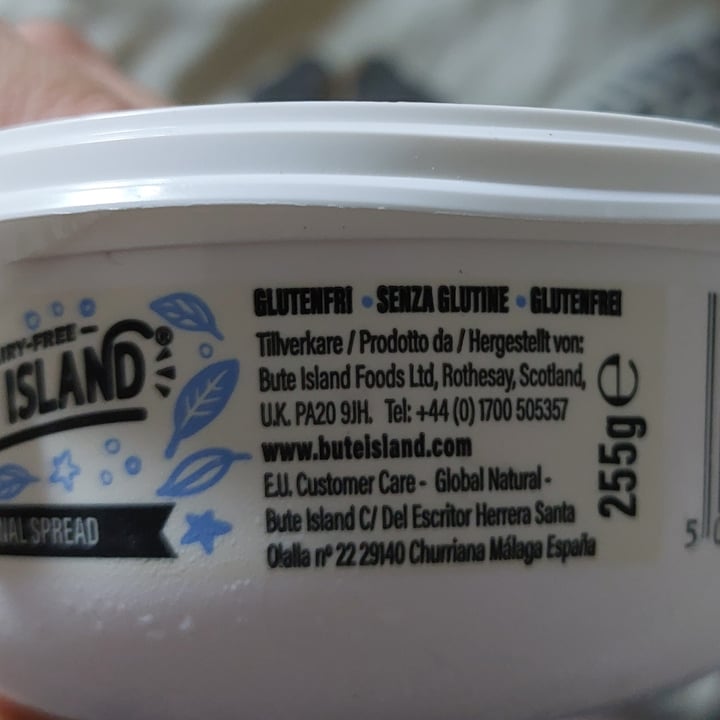 ISLAND®
SPREAD
GLUTENFRI • SENZA GLUTINE • GLUTENFREI
Tillverkare / Prodotto da / Hergestellt von:
Bute Island Foods Ltd, Rothesay, Scotland,
U.K. PA20 9JH. Tel: +44 (0) 1700 505357
www.buteisland.com
E.U. Customer Care - Global Natural -
Bute Island C/ Del Escritor Herrera Santa
Olalla nº 22 29140 Churriana Málaga España
255g e
5